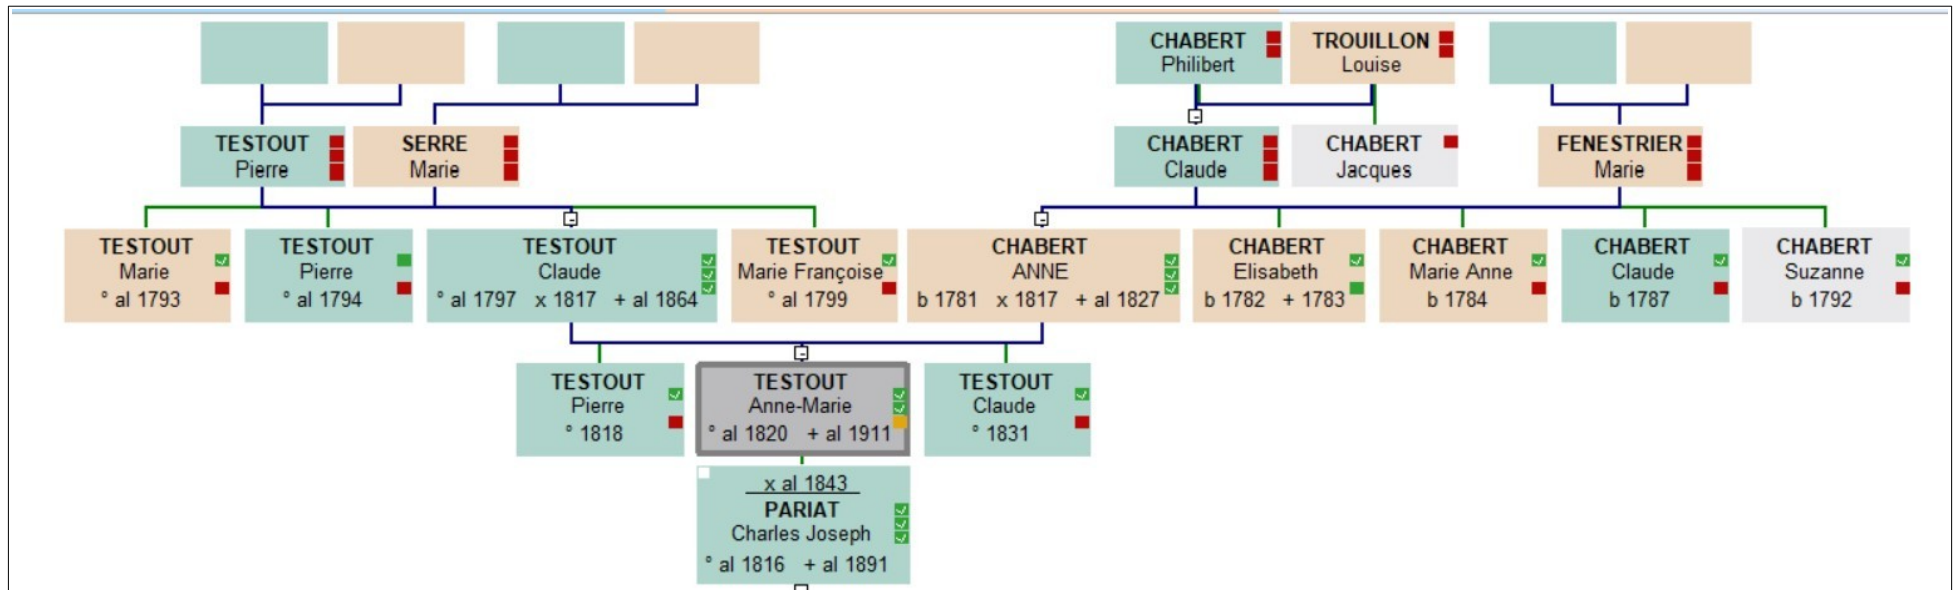 CHABERT
Philibert
TROUILLON
Louise
TESTOUT
Pierre
SERRE
Marie
CHABERT
Claude
CHABERT
Jacques
FENESTRIER
Marie
TESTOUT
Marie
° al 1793
TESTOUT
Pierre
° al 1794
TESTOUT
Claude
° al 1797 x 1817 + al 1864
TESTOUT
Marie Françoise
° al 1799
CHABERT
ANNE
b 1781 x 1817 + al 1827
CHABERT
Elisabeth
b 1782 + 1783
CHABERT
Marie Anne
b 1784
CHABERT
Claude
b 1787
CHABERT
Suzanne
b 1792
TESTOUT
Pierre
° 1818
TESTOUT
Anne-Marie
° al 1820 + al 1911
TESTOUT
Claude
° 1831
x al 1843
PARIAT
Charles Joseph
° al 1816 + al 1891